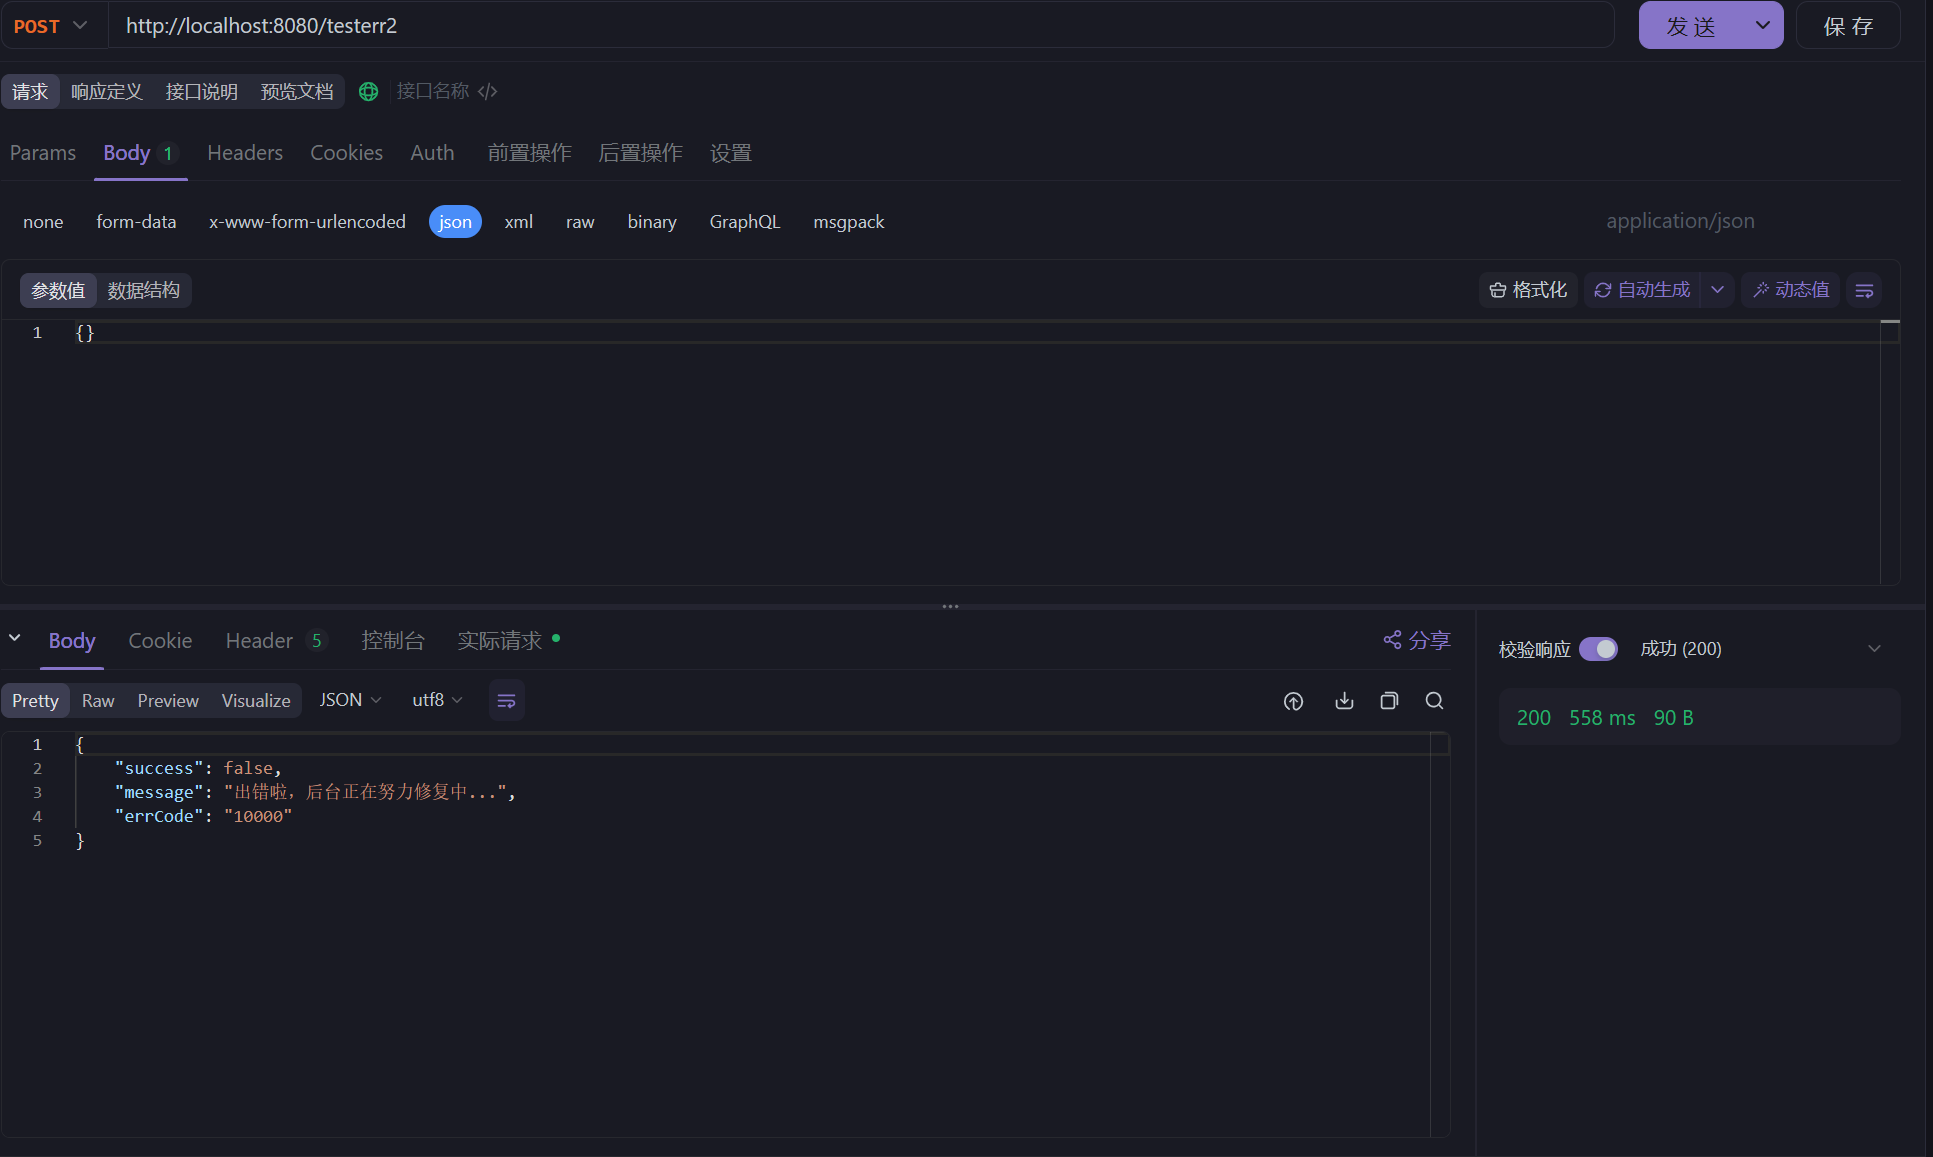 POST http://localhost:8080/testerr2 发 送 保 存
请求 响应定义 接口说明 预览文档 接口名称 </>
Params Body 1 Headers Cookies Auth 前置操作 后置操作 设置
none form-data x-www-form-urlencoded json xml raw binary GraphQL msgpack application/json
参数值 数据结构 格式化 自动生成 动态值
1 {}
Body Cookie Header 5 控制台 实际请求 分享
校验响应 成功 (200)
Pretty Raw Preview Visualize JSON utf8
200 558 ms 90 B
1 {
2 "success": false,
3 "message": "出错啦，后台正在努力修复中...",
4 "errCode": "10000"
5 }